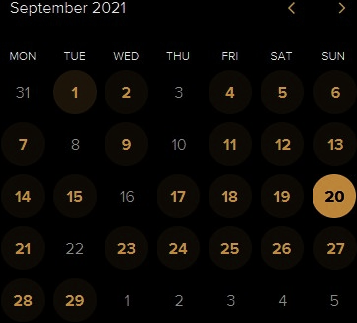 September 2021
MON TUE WED THU FRI SAT SUN
31 1 2 3 4 5 6
7 8 9 10 11 12 13
14 15 16 17 18 19 20
21 22 23 24 25 26 27
28 29 1 2 3 4 5